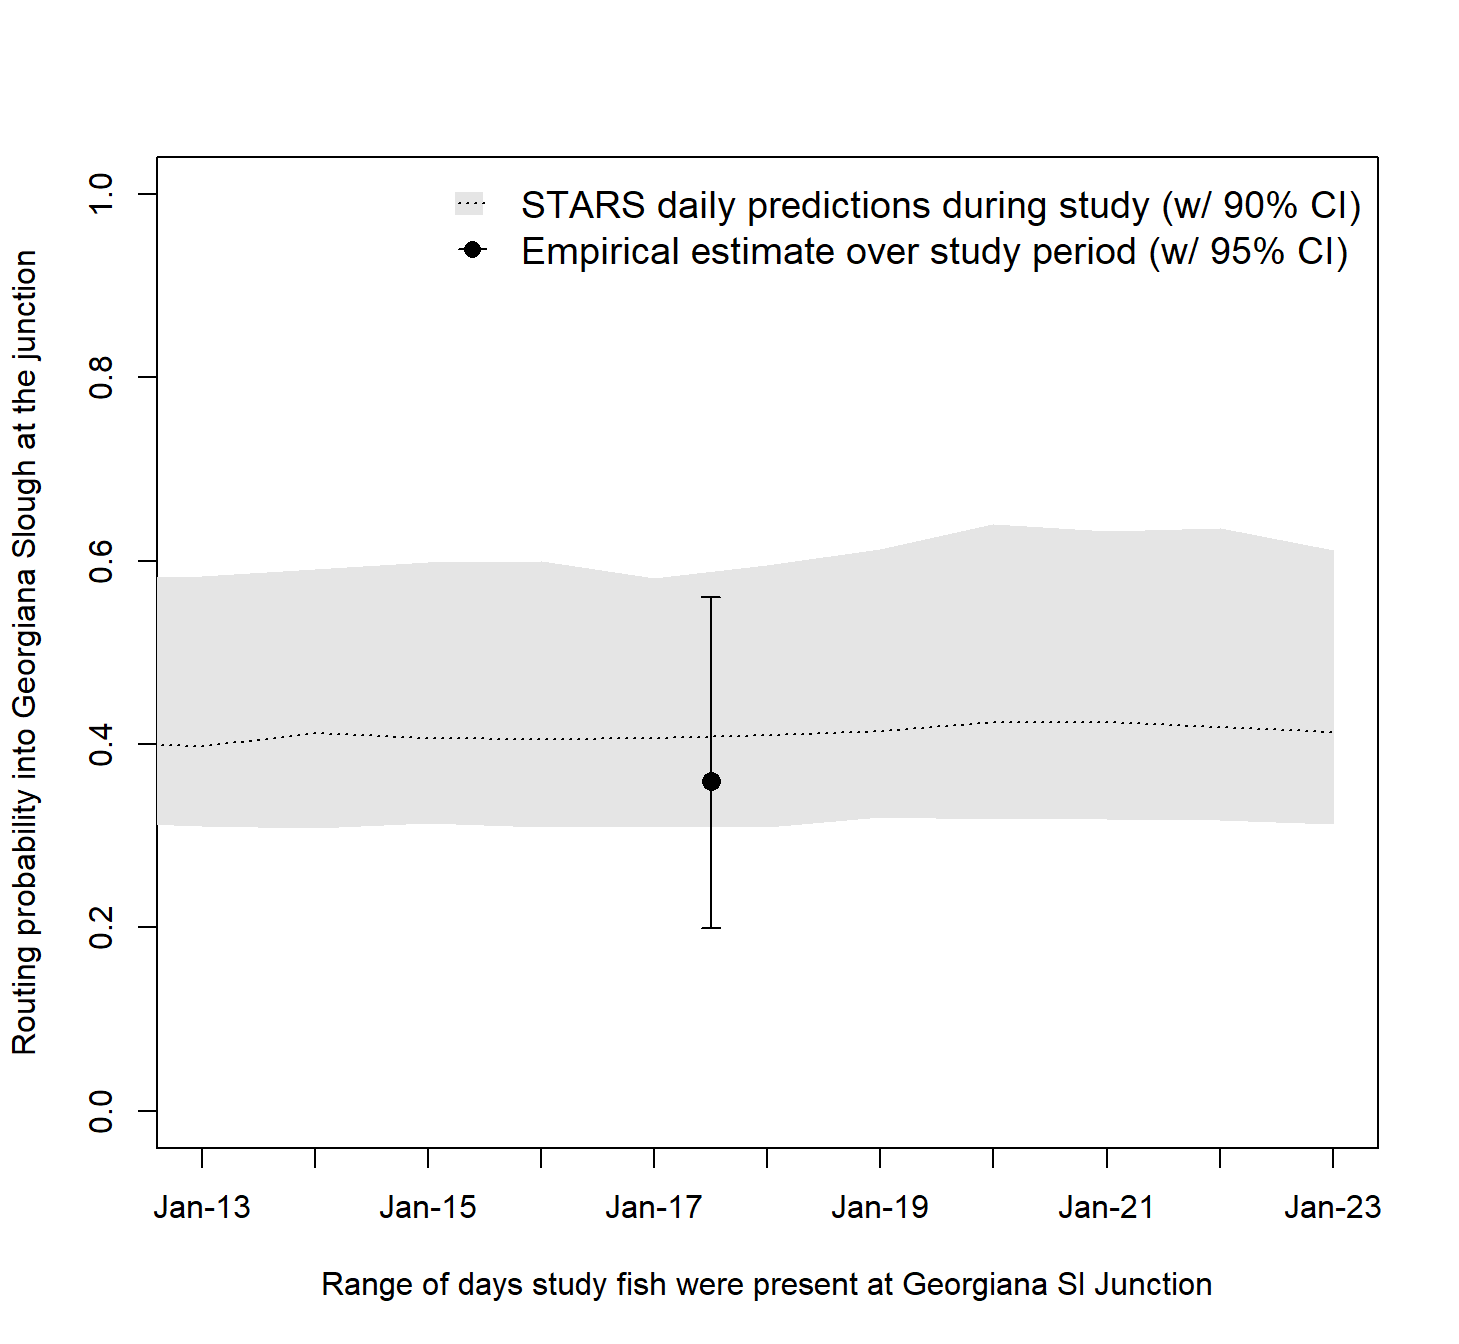 STARS daily predictions during study (w/ 90% CI)
Empirical estimate over study period (w/ 95% CI)
Routing probability into Georgiana Slough at the junction
1.0
0.8
0.6
0.4
0.2
0.0
Jan-13 Jan-15 Jan-17 Jan-19 Jan-21 Jan-23
Range of days study fish were present at Georgiana Sl Junction